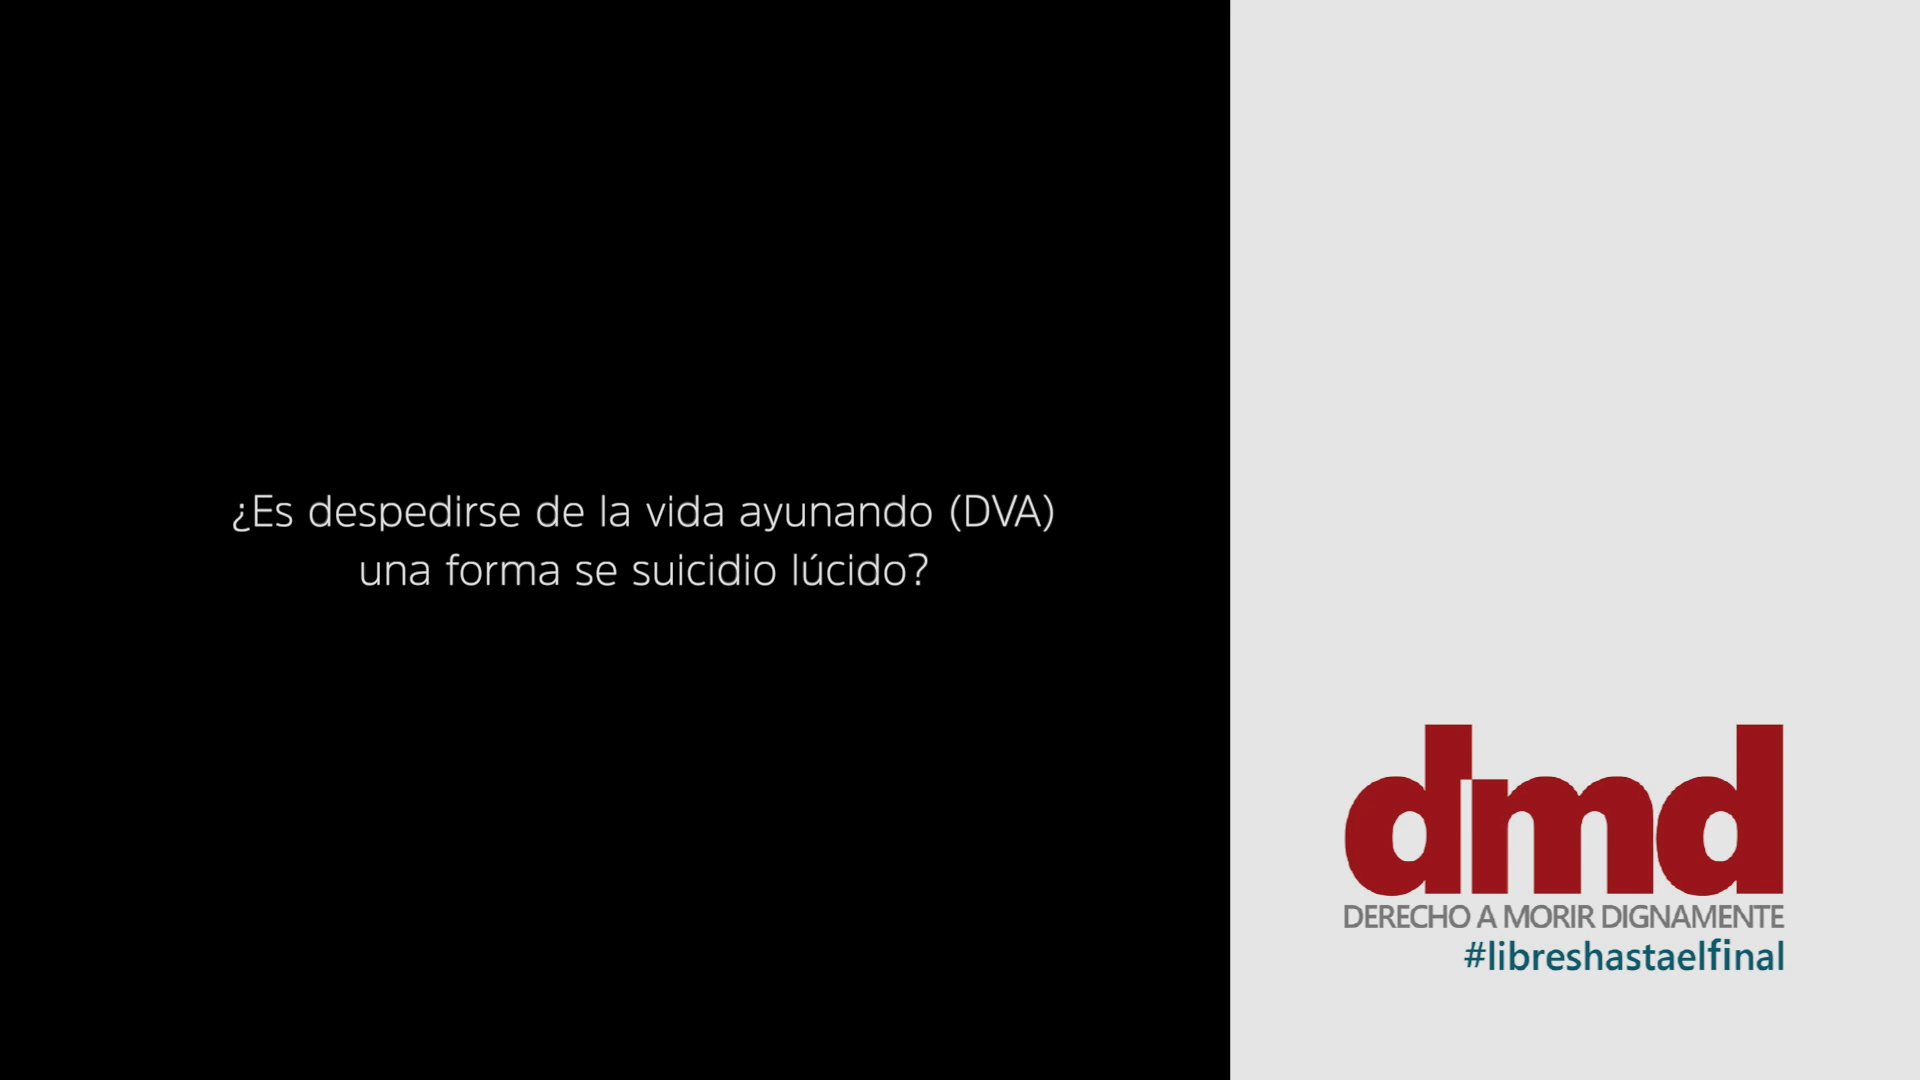 ¿Es despedirse de la vida ayunando (DVA)
una forma se suicidio lúcido?
dmd
DERECHO A MORIR DIGNAMENTE
#libreshastaelfinal